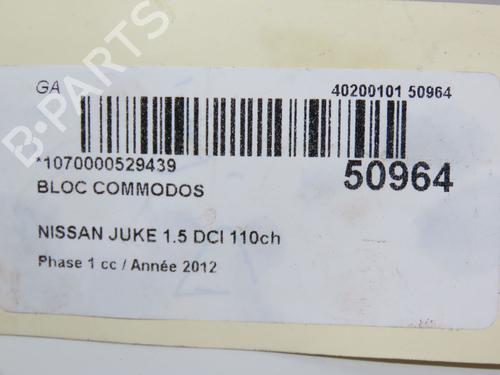 GA 40200101 50964
*1070000529439 50964
BLOC COMMODOS
NISSAN JUKE 1.5 DCI 110ch
Phase 1 cc / Année 2012
B-PARTS